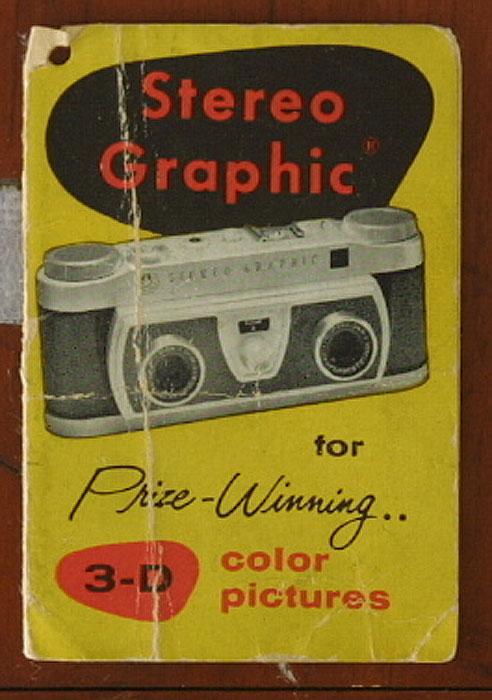 Stereo
Graphic®
STEREO GRAPHIC
for
Prize-Winning..
3-D color
pictures